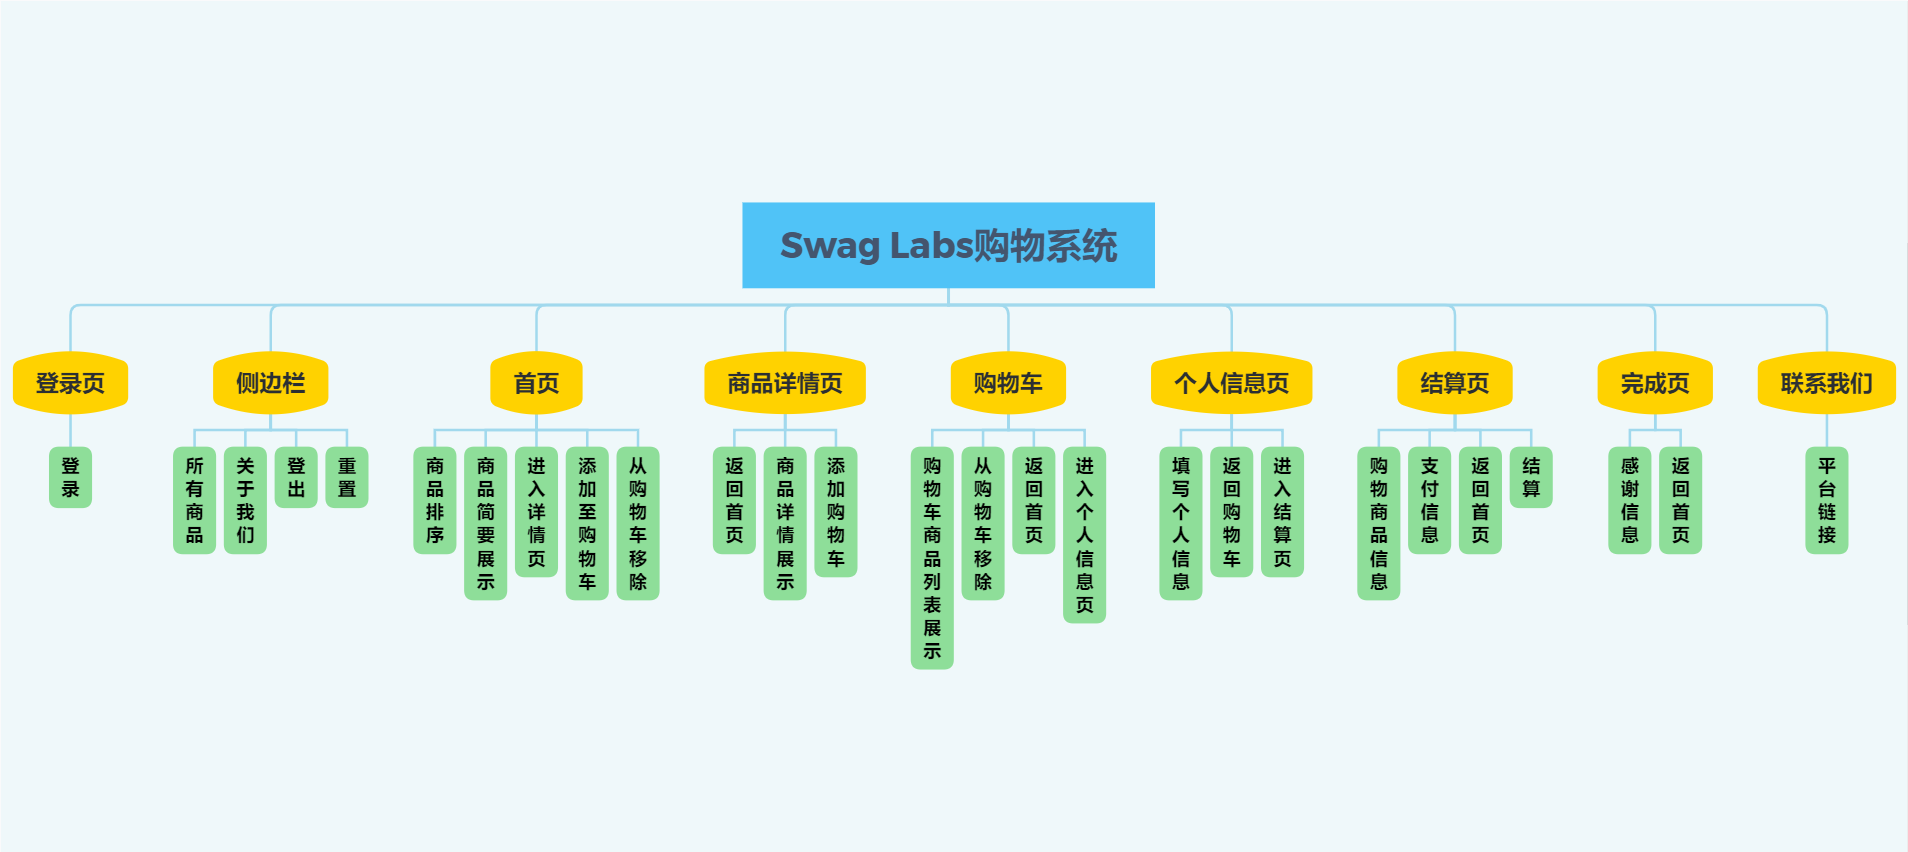 Swag Labs购物系统
登录页
侧边栏
首页
商品详情页
购物车
个人信息页
结算页
完成页
联系我们
登录
所有商品
关于我们
登出
重置
商品排序
商品简要展示
进入详情页
添加至购物车
从购物车移除
返回首页
商品详情展示
添加购物车
购物车商品列表展示
从购物车移除
返回首页
进入个人信息页
填写个人信息
返回购物车
进入结算页
购物商品信息
支付信息
返回首页
结算
感谢信息
返回首页
平台链接